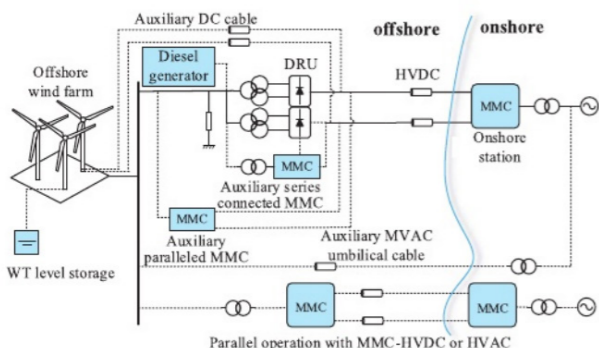 Auxiliary DC cable
offshore
onshore
Diesel
generator
DRU
HVDC
Offshore
wind farm
MMC
Onshore
station
MMC
Auxiliary series
connected MMC
MMC
Auxiliary
paralleled MMC
WT level storage
Auxiliary MVAC
umbilical cable
MMC
MMC
Parallel operation with MMC-HVDC or HVAC